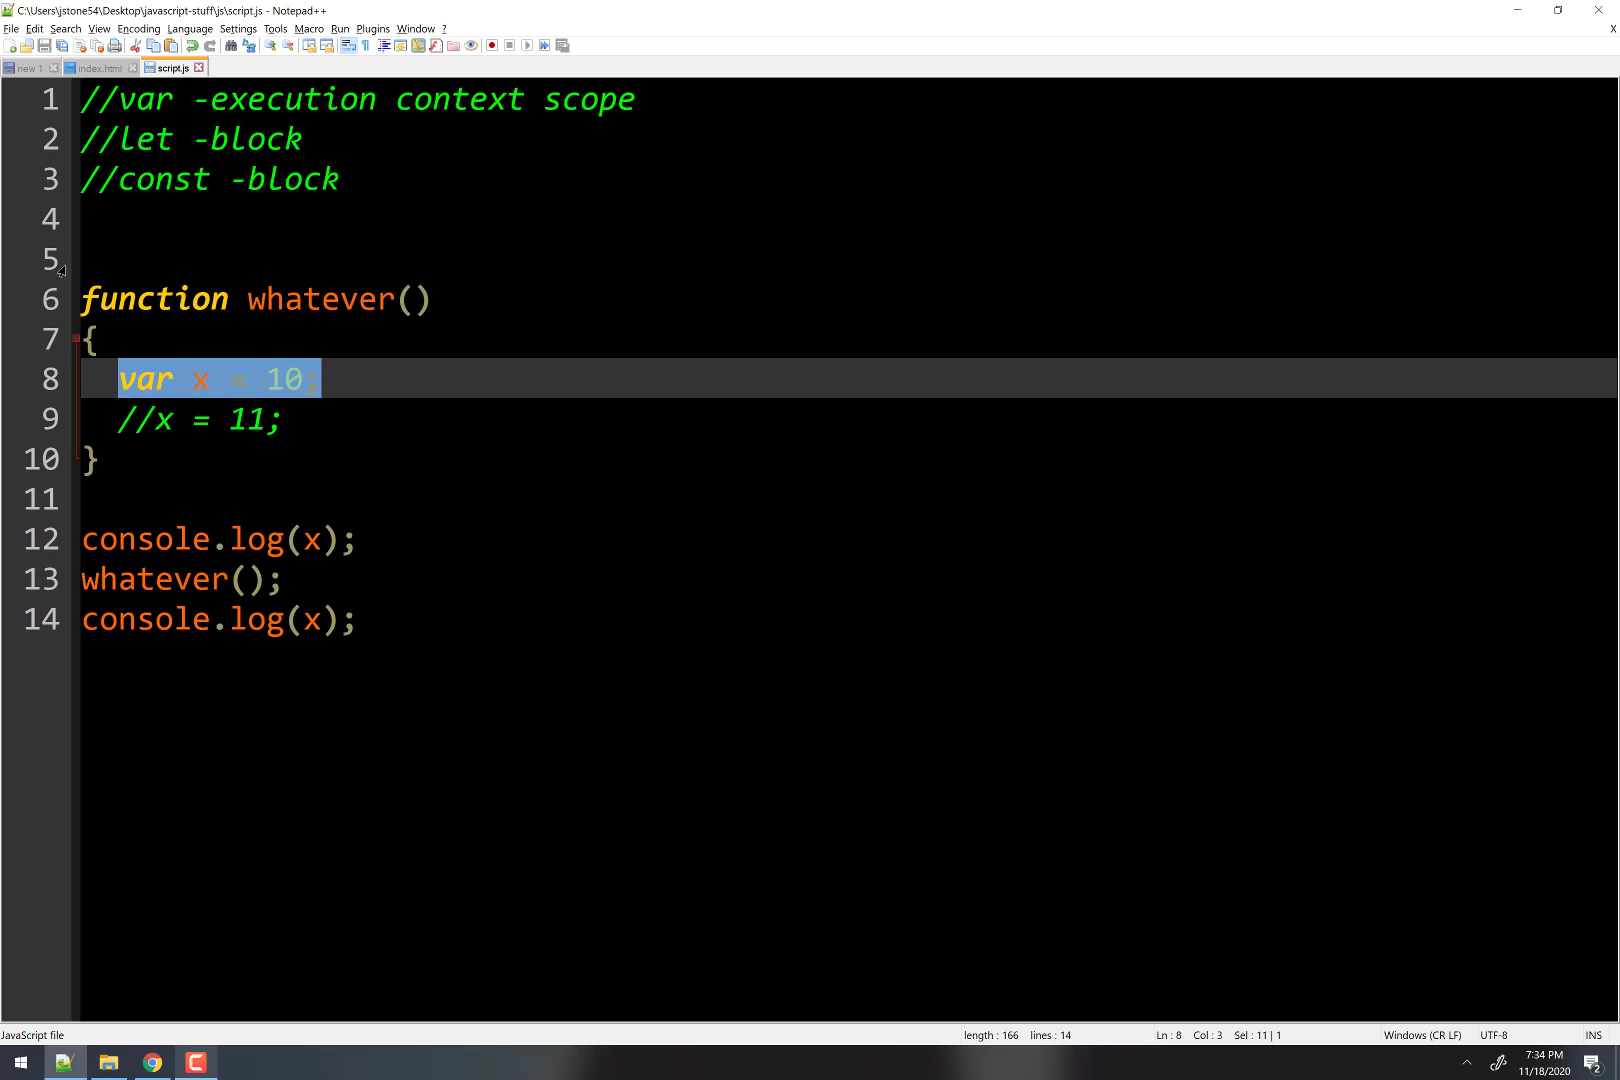 C:\Users\jstone54\Desktop\javascript-stuff\js\script.js - Notepad++
File Edit Search View Encoding Language Settings Tools Macro Run Plugins Window ? X
new 1 index.html script.js
1 //var -execution context scope
2 //let -block
3 //const -block
4
5
6 function whatever()
7 {
8 var x = 10;
9 //x = 11;
10 }
11
12 console.log(x);
13 whatever();
14 console.log(x);
JavaScript file length : 166 lines : 14 Ln : 8 Col : 3 Sel : 11 | 1 Windows (CR LF) UTF-8 INS
7:34 PM
11/18/2020
2